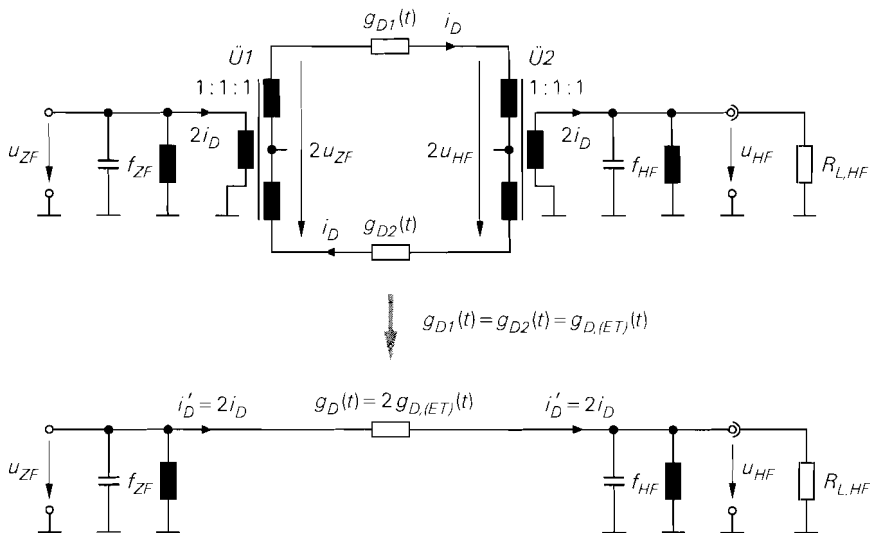 g_D1(t) i_D
Ü1 Ü2
1:1:1 1:1:1
u_ZF f_ZF 2i_D 2u_ZF 2u_HF 2i_D f_HF u_HF R_L,HF
i_D g_D2(t)
g_D1(t) = g_D2(t) = g_D,(ET)(t)
i'_D = 2i_D g_D(t) = 2g_D,(ET)(t) i'_D = 2i_D
u_ZF f_ZF f_HF u_HF R_L,HF